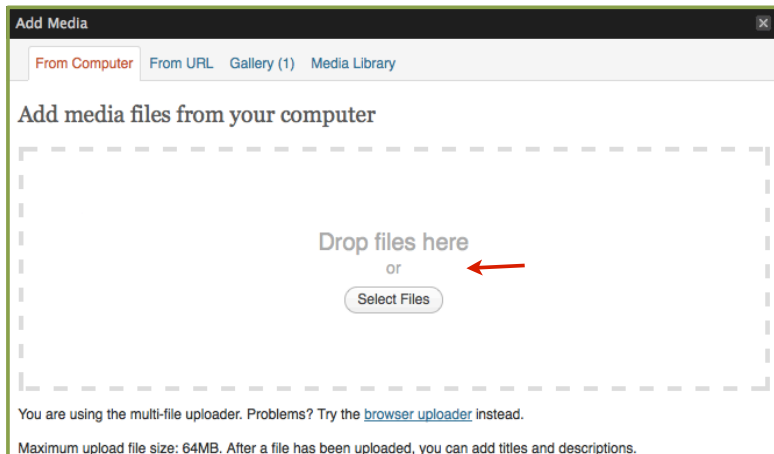 Add Media
From Computer From URL Gallery (1) Media Library
Add media files from your computer
Drop files here
or
Select Files
You are using the multi-file uploader. Problems? Try the browser uploader instead.
Maximum upload file size: 64MB. After a file has been uploaded, you can add titles and descriptions.